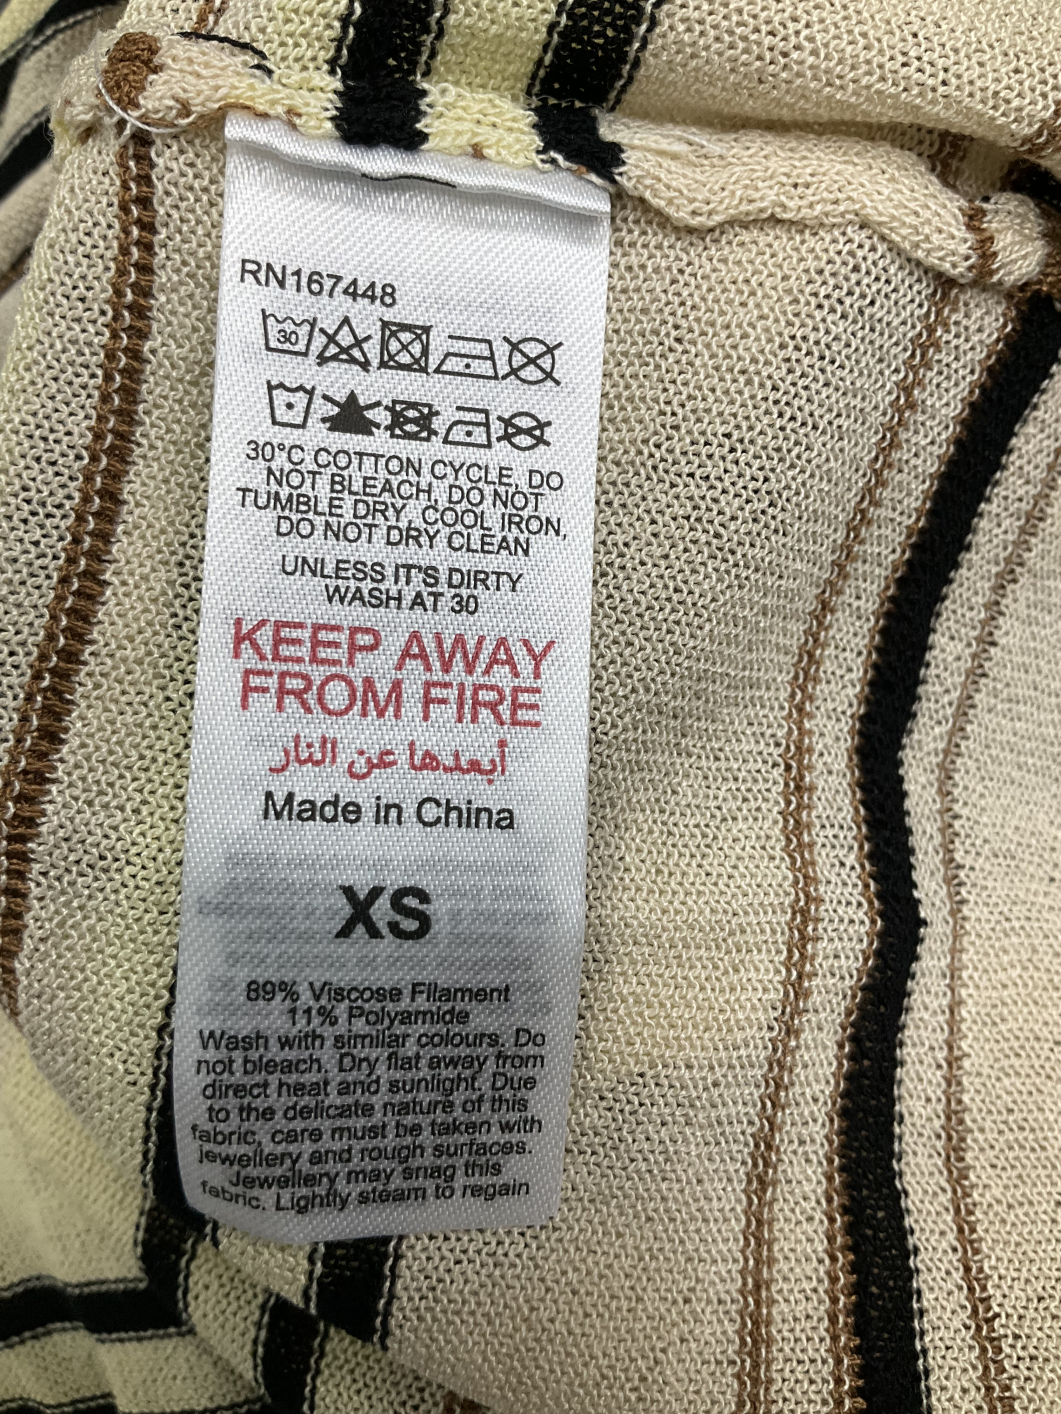 RN167448
30
30°C COTTON CYCLE, DO
NOT BLEACH, DO NOT
TUMBLE DRY, COOL IRON,
DO NOT DRY CLEAN
UNLESS IT'S DIRTY
WASH AT 30
KEEP AWAY
FROM FIRE
أبعدها عن النار
Made in China
XS
89% Viscose Filament
11% Polyamide
Wash with similar colours. Do
not bleach. Dry flat away from
direct heat and sunlight. Due
to the delicate nature of this
fabric, care must be taken with
jewellery and rough surfaces.
Jewellery may snag this
fabric. Lightly steam to regain